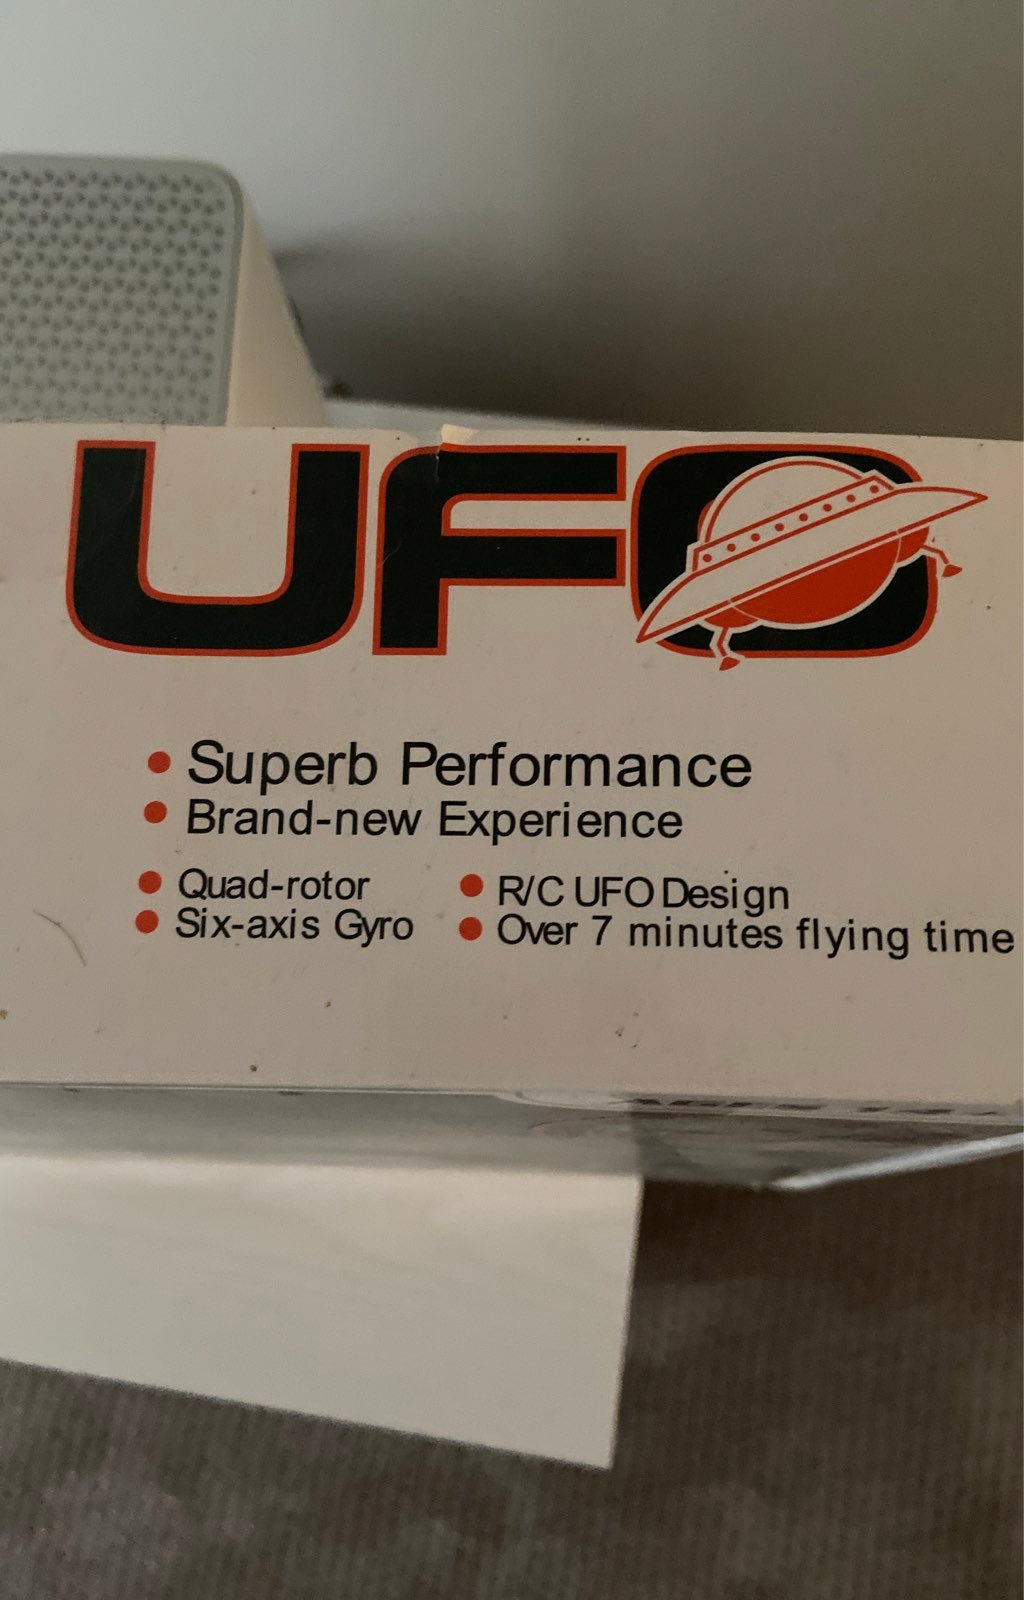 UFO
Superb Performance
Brand-new Experience
Quad-rotor
Six-axis Gyro
R/C UFO Design
Over 7 minutes flying time